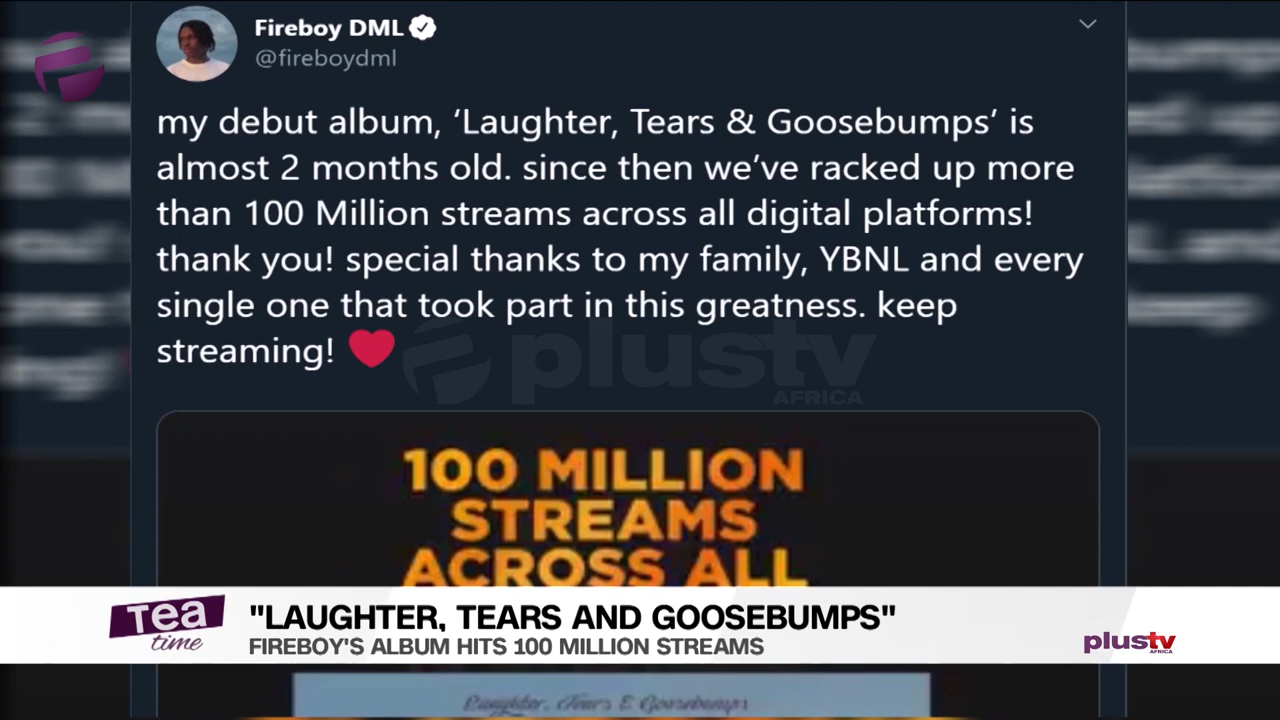 Fireboy DML
@fireboydml
my debut album, ‘Laughter, Tears & Goosebumps’ is
almost 2 months old. since then we’ve racked up more
than 100 Million streams across all digital platforms!
thank you! special thanks to my family, YBNL and every
single one that took part in this greatness. keep
streaming! ❤️
plustv
AFRICA
100 MILLION
STREAMS
ACROSS ALL
Tea
time
"LAUGHTER, TEARS AND GOOSEBUMPS"
FIREBOY'S ALBUM HITS 100 MILLION STREAMS
plustv
AFRICA
Laughter, Tears & Goosebumps